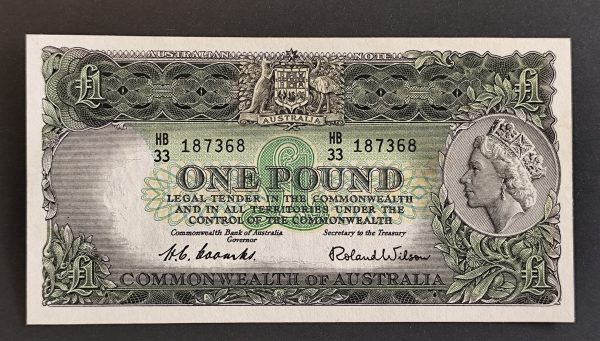 AUSTRALIAN NOTE
£1 £1
AUSTRALIA
HB 33 187368 HB 33 187368
ONE POUND
LEGAL TENDER IN THE COMMONWEALTH
AND IN ALL TERRITORIES UNDER THE
CONTROL OF THE COMMONWEALTH
Commonwealth Bank of Australia Secretary to the Treasury
Governor
H.C. Coombs. Roland Wilson
£1 COMMONWEALTH OF AUSTRALIA £1